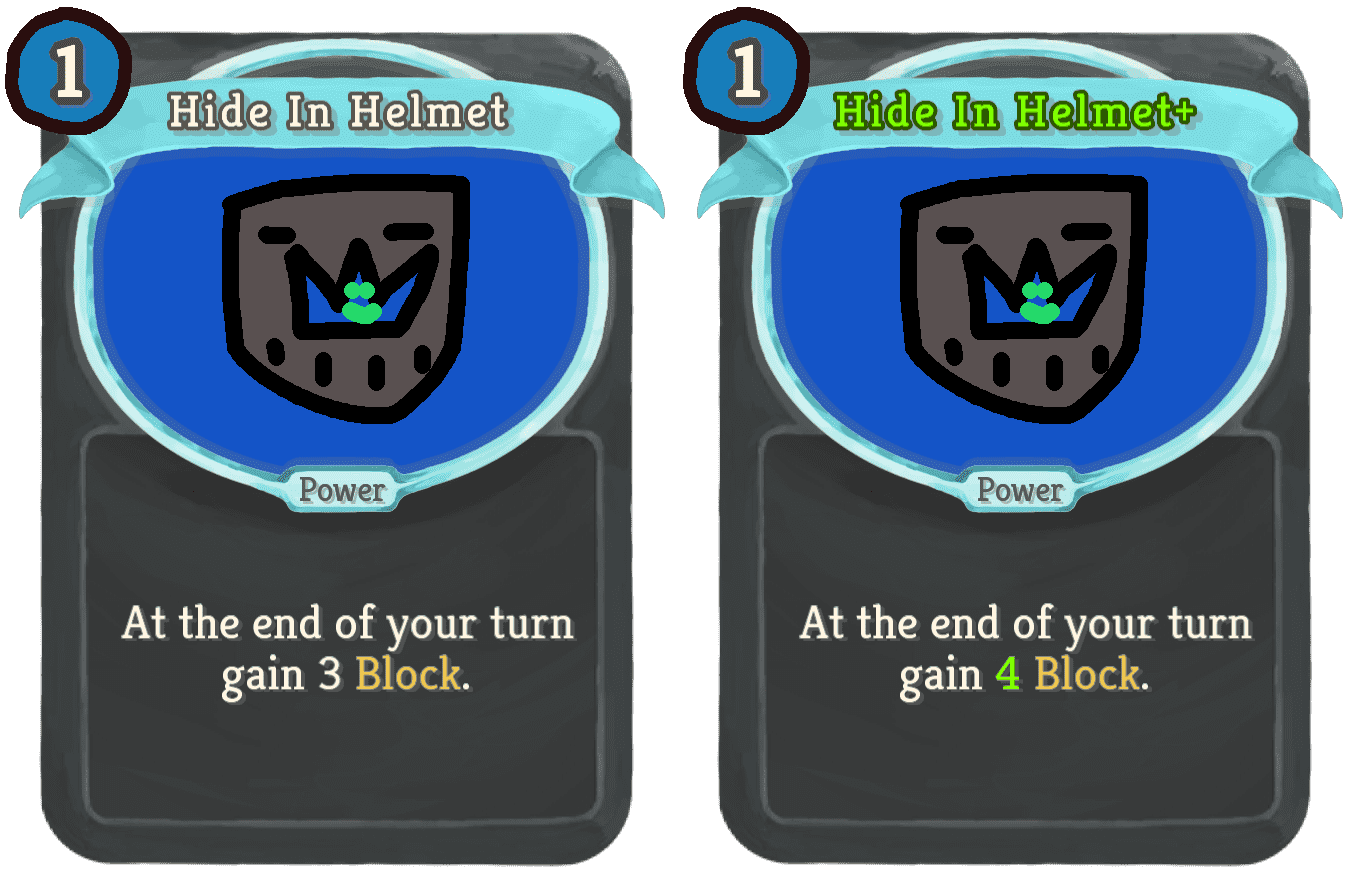 1
Hide In Helmet
Power
At the end of your turn
gain 3 Block.
1
Hide In Helmet+
Power
At the end of your turn
gain 4 Block.